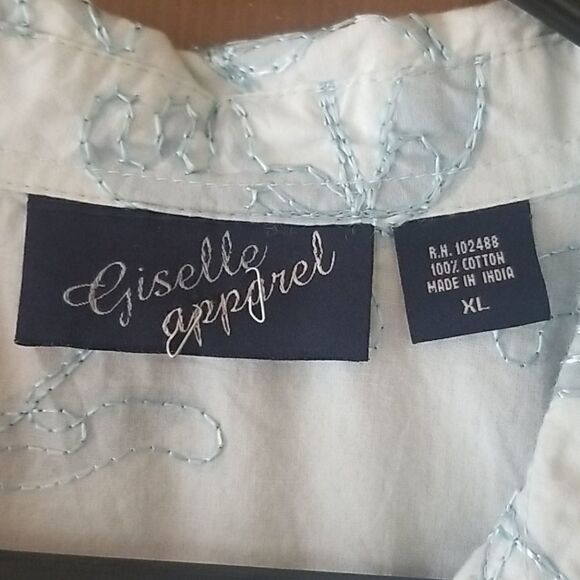 Giselle
apparel
R.N. 102488
100% COTTON
MADE IN INDIA
XL